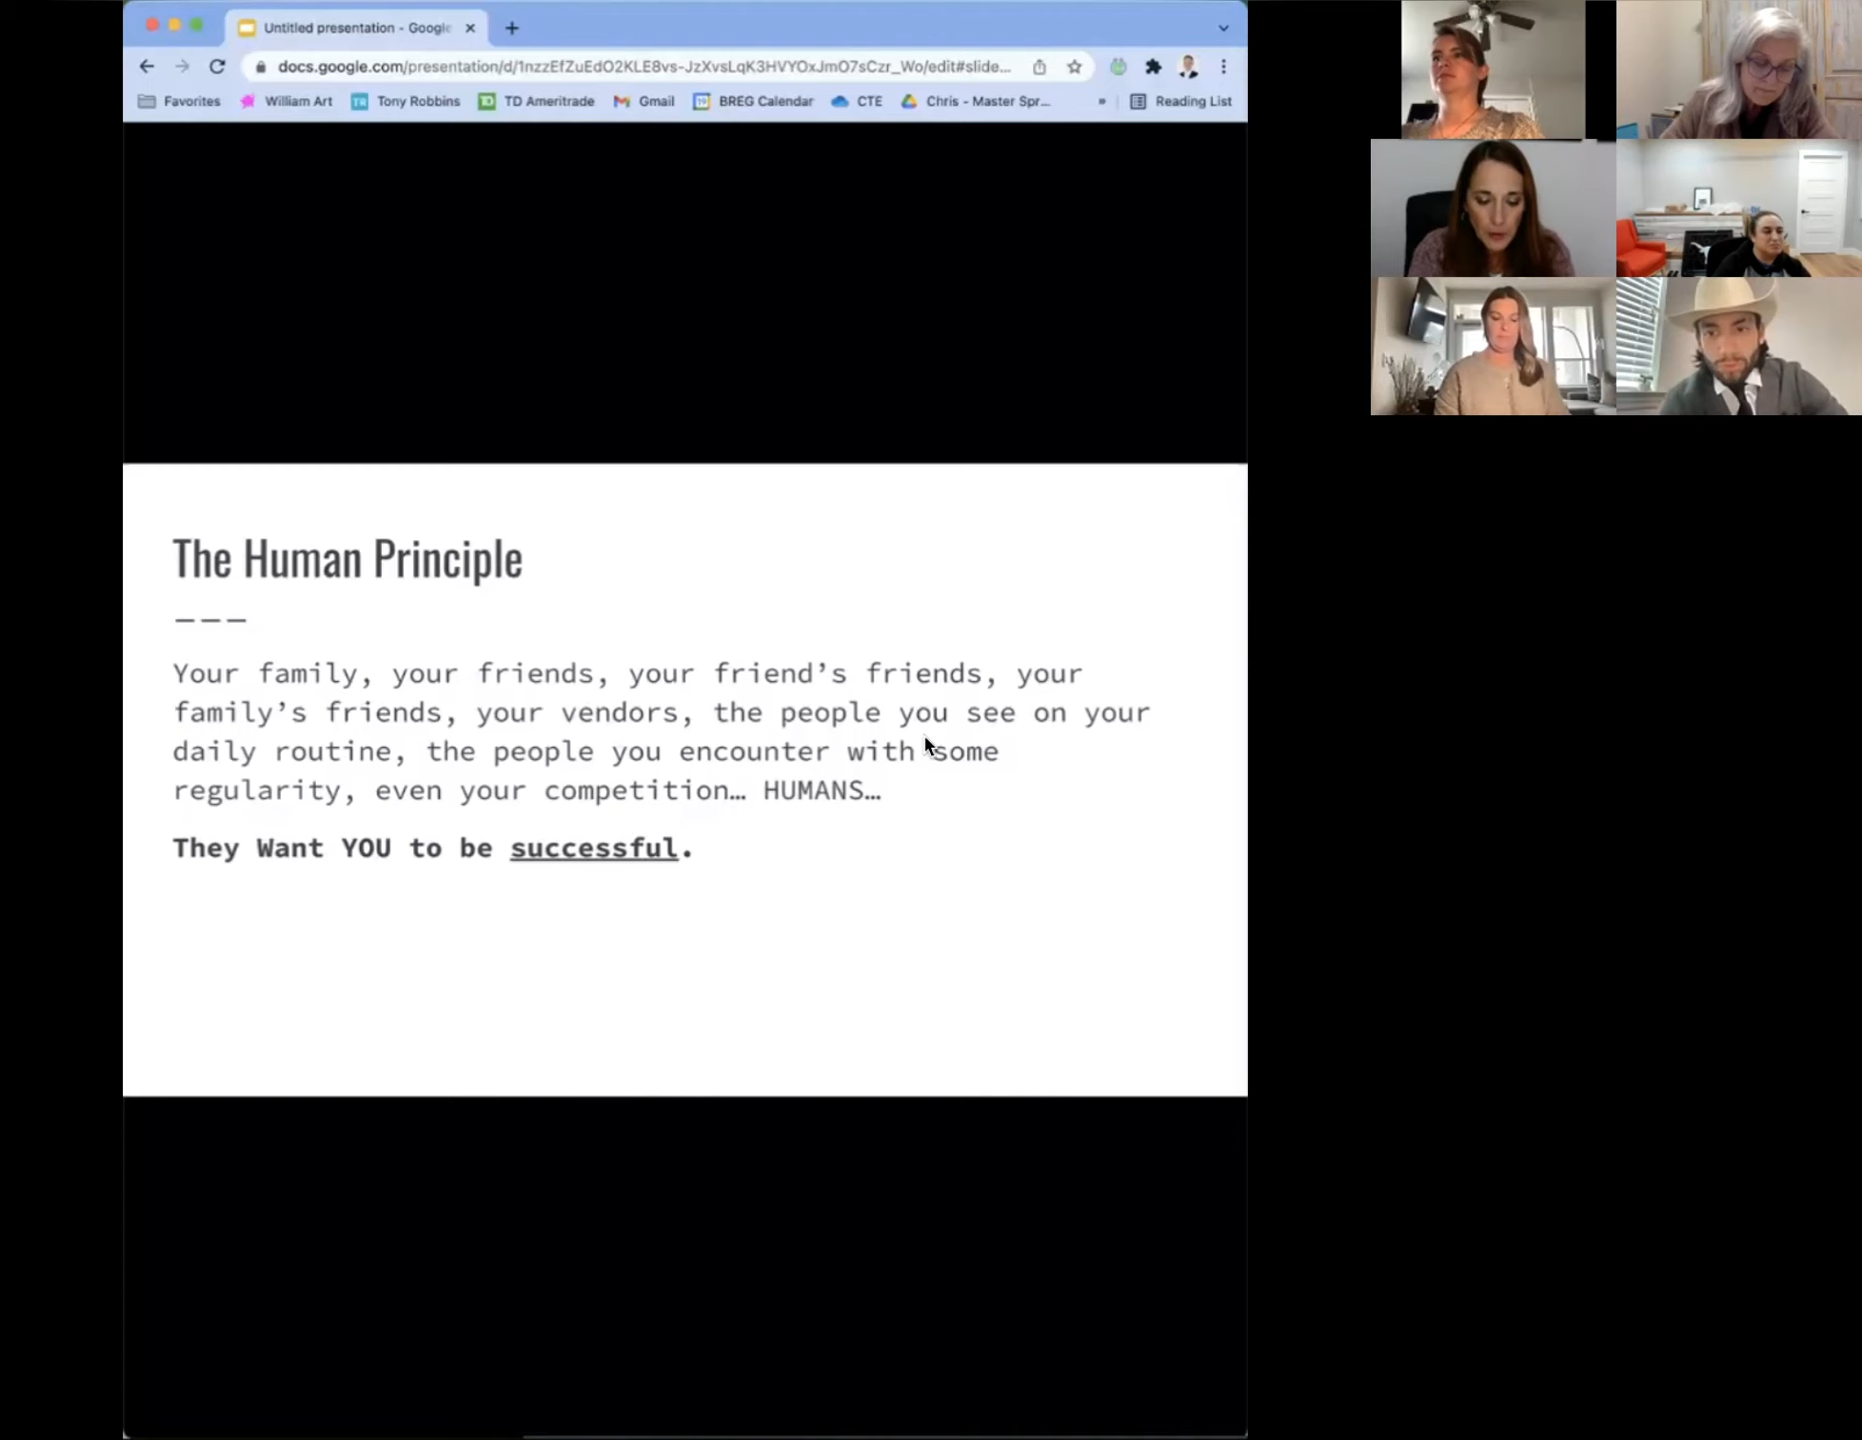 Untitled presentation - Google
docs.google.com/presentation/d/1nzzEfZuEdO2KLE8vs-JzXvsLqK3HVYOxJmO7sCzr_Wo/edit#slide...
Favorites William Art Tony Robbins TD Ameritrade Gmail BREG Calendar CTE Chris - Master Spr... » Reading List
The Human Principle
———
Your family, your friends, your friend’s friends, your
family’s friends, your vendors, the people you see on your
daily routine, the people you encounter with some
regularity, even your competition… HUMANS…
They Want YOU to be successful.